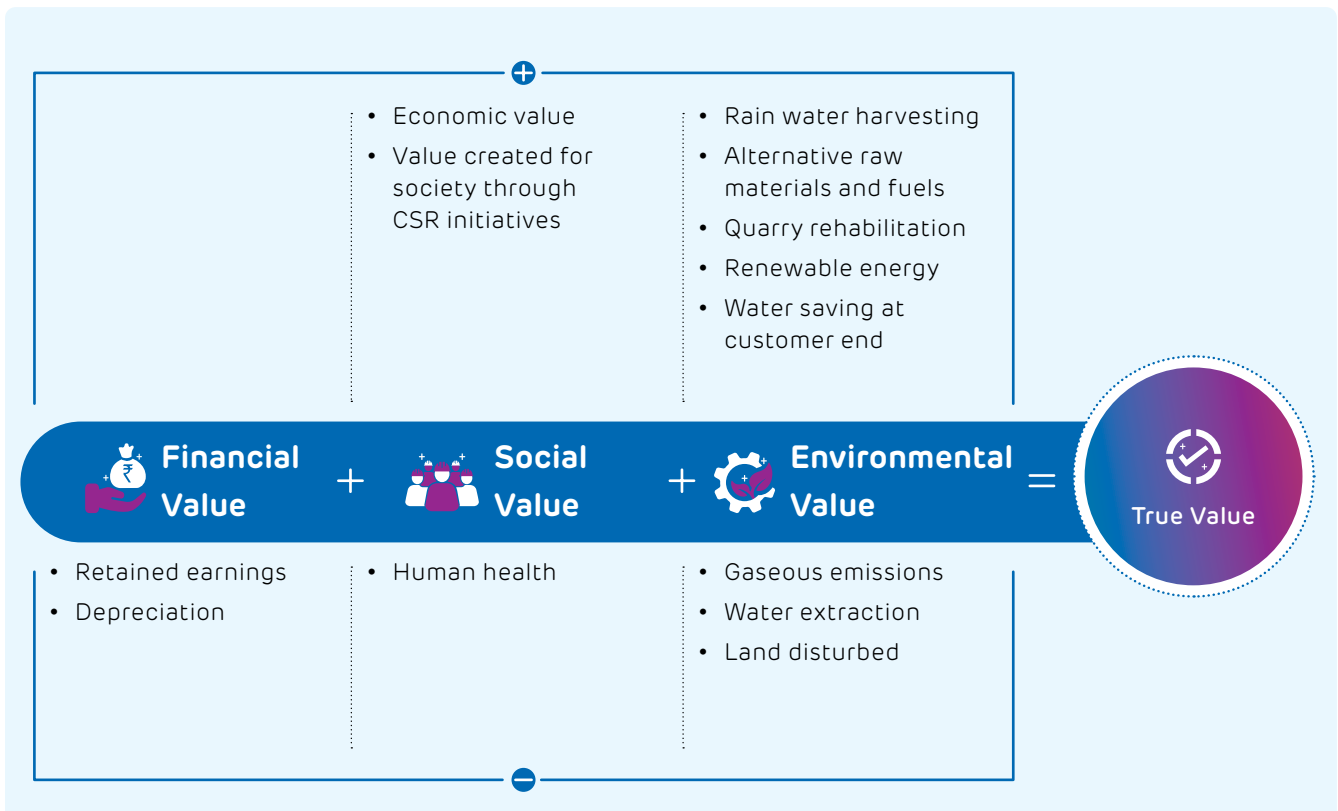 +
• Economic value
• Value created for
society through
CSR initiatives
• Rain water harvesting
• Alternative raw
materials and fuels
• Quarry rehabilitation
• Renewable energy
• Water saving at
customer end
₹
Financial
Value
+
Social
Value
+
Environmental
Value
=
True Value
• Retained earnings
• Depreciation
• Human health
• Gaseous emissions
• Water extraction
• Land disturbed
−